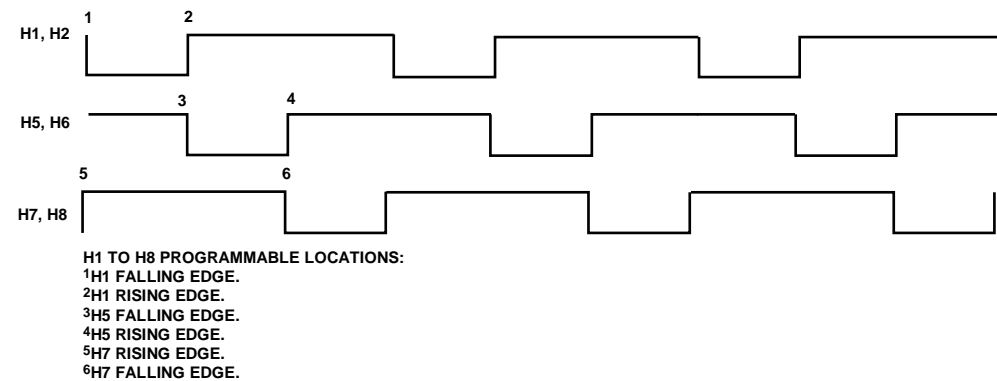 1 2
H1, H2
3 4
H5, H6
5 6
H7, H8
H1 TO H8 PROGRAMMABLE LOCATIONS:
1H1 FALLING EDGE.
2H1 RISING EDGE.
3H5 FALLING EDGE.
4H5 RISING EDGE.
5H7 RISING EDGE.
6H7 FALLING EDGE.